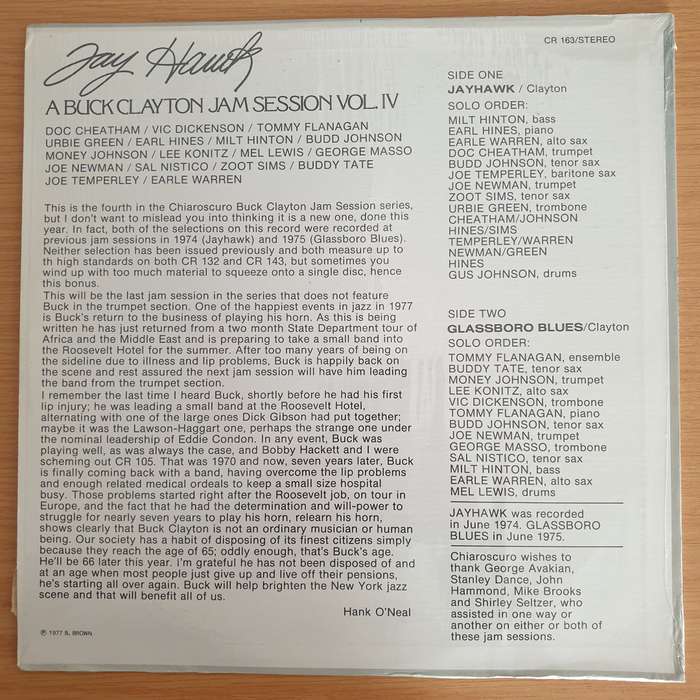 CR 163/STEREO
Jay Hawk
A BUCK CLAYTON JAM SESSION VOL. IV
DOC CHEATHAM / VIC DICKENSON / TOMMY FLANAGAN
URBIE GREEN / EARL HINES / MILT HINTON / BUDD JOHNSON
MONEY JOHNSON / LEE KONITZ / MEL LEWIS / GEORGE MASSO
JOE NEWMAN / SAL NISTICO / ZOOT SIMS / BUDDY TATE
JOE TEMPERLEY / EARLE WARREN
This is the fourth in the Chiaroscuro Buck Clayton Jam Session series,
but I don't want to mislead you into thinking it is a new one, done this
year. In fact, both of the selections on this record were recorded at
previous jam sessions in 1974 (Jayhawk) and 1975 (Glassboro Blues).
Neither selection has been issued previously and both measure up to
th high standards on both CR 132 and CR 143, but sometimes you
wind up with too much material to squeeze onto a single disc, hence
this bonus.
This will be the last jam session in the series that does not feature
Buck in the trumpet section. One of the happiest events in jazz in 1977
is Buck's return to the business of playing his horn. As this is being
written he has just returned from a two month State Department tour of
Africa and the Middle East and is preparing to take a small band into
the Roosevelt Hotel for the summer. After too many years of being on
the sideline due to illness and lip problems, Buck is happily back on
the scene and rest assured the next jam session will have him leading
the band from the trumpet section.
I remember the last time I heard Buck, shortly before he had his first
lip injury; he was leading a small band at the Roosevelt Hotel,
alternating with one of the large ones Dick Gibson had put together;
maybe it was the Lawson-Haggart one, perhaps the strange one under
the nominal leadership of Eddie Condon. In any event, Buck was
playing well, as was always the case, and Bobby Hackett and I were
scheming out CR 105. That was 1970 and now, seven years later, Buck
is finally coming back with a band, having overcome the lip problems
and enough related medical ordeals to keep a small size hospital
busy. Those problems started right after the Roosevelt job, on tour in
Europe, and the fact that he had the determination and will-power to
struggle for nearly seven years to play his horn, relearn his horn,
shows clearly that Buck Clayton is not an ordinary musician or human
being. Our society has a habit of disposing of its finest citizens simply
because they reach the age of 65; oddly enough, that's Buck's age.
He'll be 66 later this year. i'm grateful he has not been disposed of and
at an age when most people just give up and live off their pensions,
he's starting all over again. Buck will help brighten the New York jazz
scene and that will benefit all of us.
Hank O'Neal
℗ 1977 B. BROWN
SIDE ONE
JAYHAWK / Clayton
SOLO ORDER:
MILT HINTON, bass
EARL HINES, piano
EARLE WARREN, alto sax
DOC CHEATHAM, trumpet
BUDD JOHNSON, tenor sax
JOE TEMPERLEY, baritone sax
JOE NEWMAN, trumpet
ZOOT SIMS, tenor sax
URBIE GREEN, trombone
CHEATHAM/JOHNSON
HINES/SIMS
TEMPERLEY/WARREN
NEWMAN/GREEN
HINES
GUS JOHNSON, drums
SIDE TWO
GLASSBORO BLUES/Clayton
SOLO ORDER:
TOMMY FLANAGAN, ensemble
BUDDY TATE, tenor sax
MONEY JOHNSON, trumpet
LEE KONITZ, alto sax
VIC DICKENSON, trombone
TOMMY FLANAGAN, piano
BUDD JOHNSON, tenor sax
JOE NEWMAN, trumpet
GEORGE MASSO, trombone
SAL NISTICO, tenor sax
MILT HINTON, bass
EARLE WARREN, alto sax
MEL LEWIS, drums
JAYHAWK was recorded
in June 1974. GLASSBORO
BLUES in June 1975.
Chiaroscuro wishes to
thank George Avakian,
Stanley Dance, John
Hammond, Mike Brooks
and Shirley Seltzer, who
assisted in one way or
another on either or both of
these jam sessions.